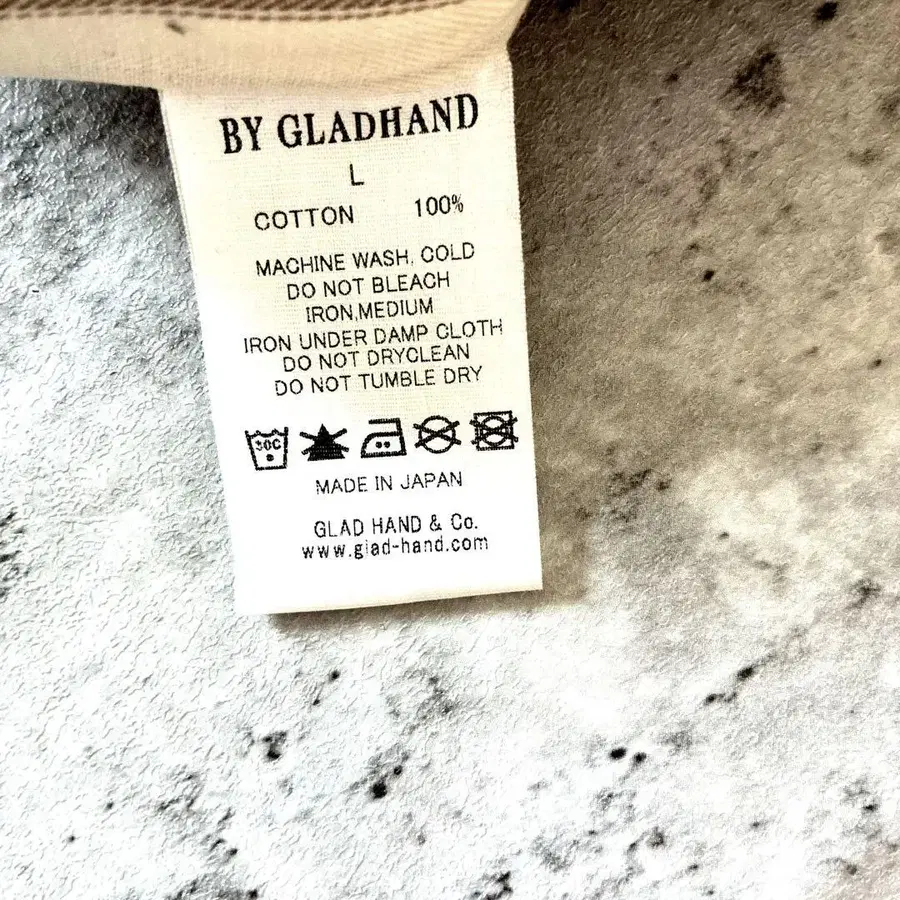 BY GLADHAND
L
COTTON 100%
MACHINE WASH, COLD
DO NOT BLEACH
IRON,MEDIUM
IRON UNDER DAMP CLOTH
DO NOT DRYCLEAN
DO NOT TUMBLE DRY
30C
MADE IN JAPAN
GLAD HAND & Co.
www.glad-hand.com